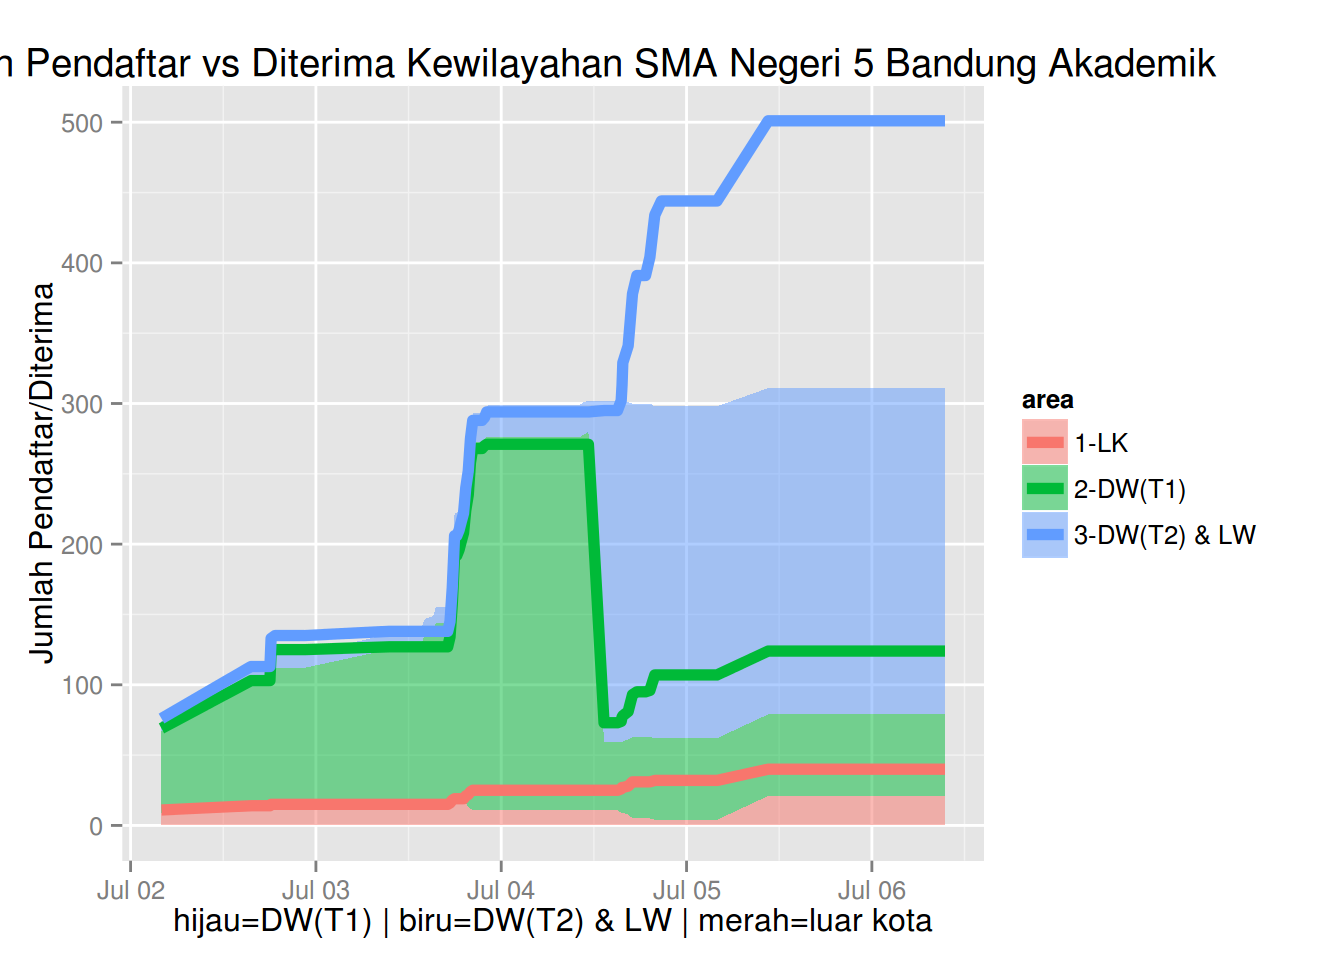 Pendaftar vs Diterima Kewilayahan SMA Negeri 5 Bandung Akademik
500
400
300
200
100
0
Jumlah Pendaftar/Diterima
Jul 02
Jul 03
Jul 04
Jul 05
Jul 06
hijau=DW(T1) | biru=DW(T2) & LW | merah=luar kota
area
1-LK
2-DW(T1)
3-DW(T2) & LW